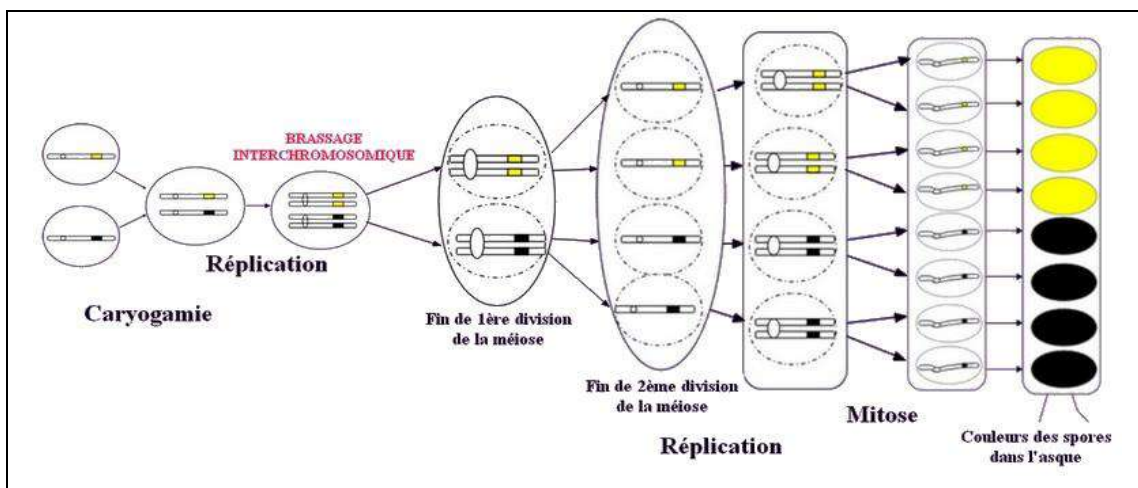 BRASSAGE
INTERCHROMOSOMIQUE
Réplication
Caryogamie
Fin de 1ère division
de la méiose
Fin de 2ème division
de la méiose
Réplication
Mitose
Couleurs des spores
dans l'asque